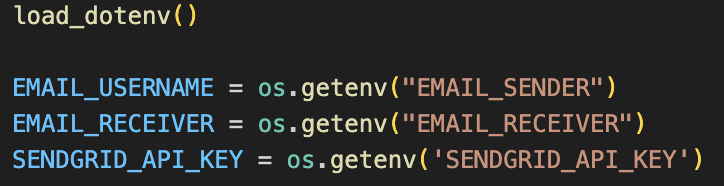 load_dotenv()
EMAIL_USERNAME = os.getenv("EMAIL_SENDER")
EMAIL_RECEIVER = os.getenv("EMAIL_RECEIVER")
SENDGRID_API_KEY = os.getenv('SENDGRID_API_KEY')